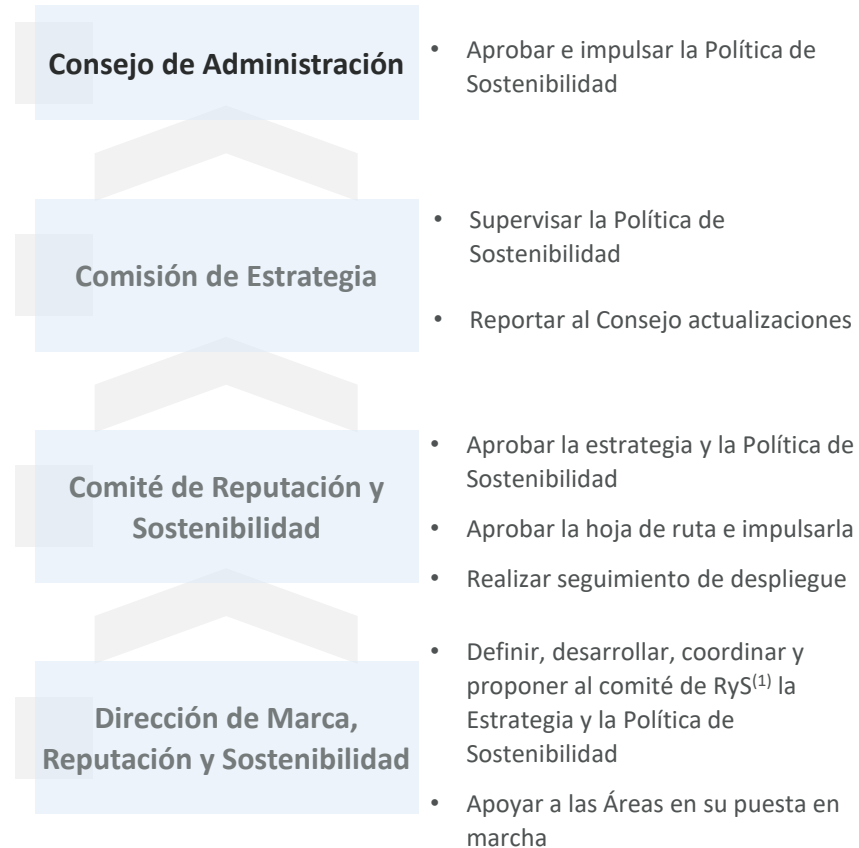 Consejo de Administración
• Aprobar e impulsar la Política de
Sostenibilidad
Comisión de Estrategia
• Supervisar la Política de
Sostenibilidad
• Reportar al Consejo actualizaciones
Comité de Reputación y
Sostenibilidad
• Aprobar la estrategia y la Política de
Sostenibilidad
• Aprobar la hoja de ruta e impulsarla
• Realizar seguimiento de despliegue
Dirección de Marca,
Reputación y Sostenibilidad
• Definir, desarrollar, coordinar y
proponer al comité de RyS(1) la
Estrategia y la Política de
Sostenibilidad
• Apoyar a las Áreas en su puesta en
marcha